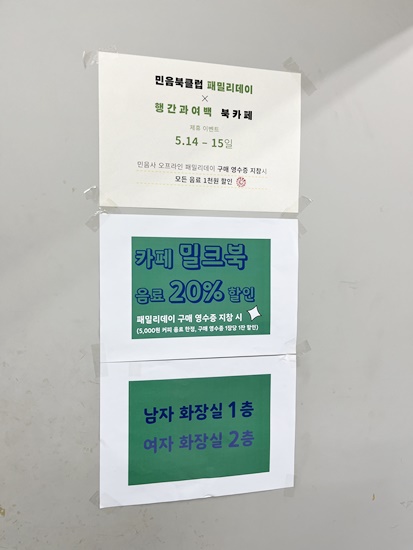 민음북클럽 패밀리데이
×
행간과여백 북카페
제휴 이벤트
5.14 – 15일
민음사 오프라인 패밀리데이 구매 영수증 지참시
모든 음료 1천원 할인
카페 밀크북
음료 20% 할인
패밀리데이 구매 영수증 지참 시
(5,000원 커피 음료 한정, 구매 영수증 1장당 1잔 할인)
남자 화장실 1층
여자 화장실 2층